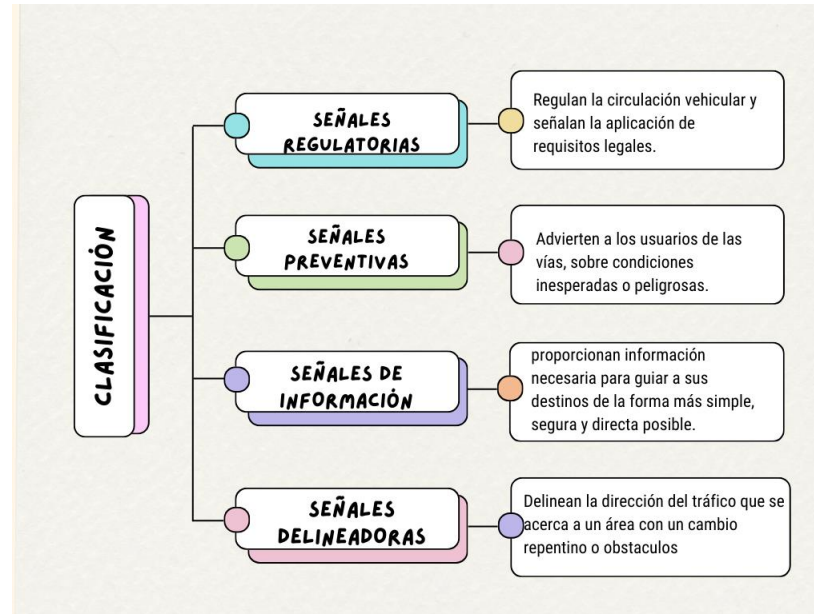 CLASIFICACIÓN
SEÑALES
REGULATORIAS
Regulan la circulación vehicular y
señalan la aplicación de
requisitos legales.
SEÑALES
PREVENTIVAS
Advierten a los usuarios de las
vías, sobre condiciones
inesperadas o peligrosas.
SEÑALES DE
INFORMACIÓN
proporcionan información
necesaria para guiar a sus
destinos de la forma más simple,
segura y directa posible.
SEÑALES
DELINEADORAS
Delinean la dirección del tráfico que se
acerca a un área con un cambio
repentino o obstaculos